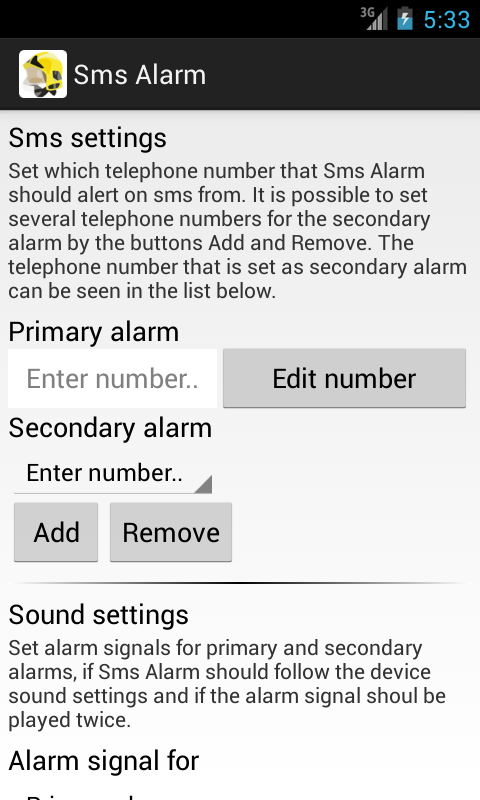 3G 5:33
Sms Alarm
Sms settings
Set which telephone number that Sms Alarm
should alert on sms from. It is possible to set
several telephone numbers for the secondary
alarm by the buttons Add and Remove. The
telephone number that is set as secondary alarm
can be seen in the list below.
Primary alarm
Enter number.. Edit number
Secondary alarm
Enter number..
Add Remove
Sound settings
Set alarm signals for primary and secondary
alarms, if Sms Alarm should follow the device
sound settings and if the alarm signal shoul be
played twice.
Alarm signal for